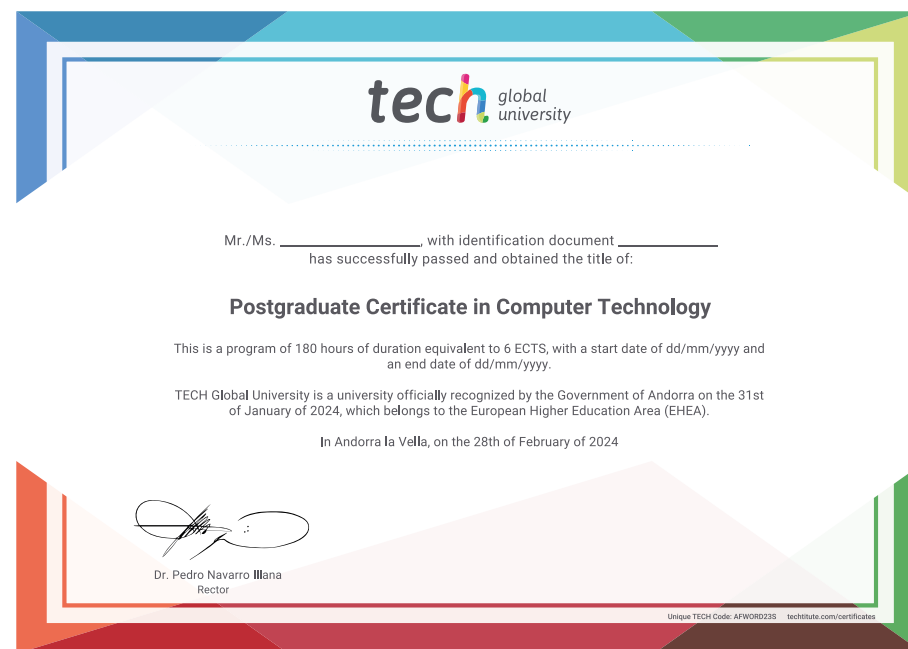 tech global university
Mr./Ms. ____________________, with identification document ______________
has successfully passed and obtained the title of:
Postgraduate Certificate in Computer Technology
This is a program of 180 hours of duration equivalent to 6 ECTS, with a start date of dd/mm/yyyy and
an end date of dd/mm/yyyy.
TECH Global University is a university officially recognized by the Government of Andorra on the 31st
of January of 2024, which belongs to the European Higher Education Area (EHEA).
In Andorra la Vella, on the 28th of February of 2024
Dr. Pedro Navarro Illana
Rector
Unique TECH Code: AFWORD23S techtitute.com/certificates